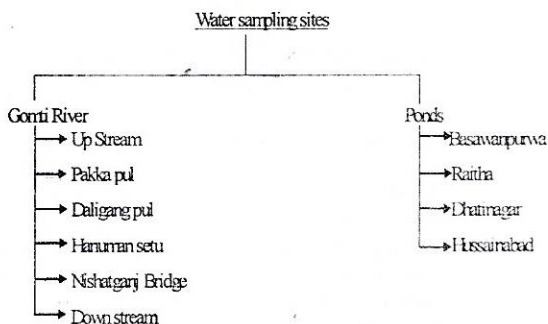 Water sampling sites
Gomti River
Up Stream
Pakka pul
Daligang pul
Hanuman setu
Nishatganj Bridge
Down stream
Ponds
Basawanpurwa
Raitha
Dhatinagar
Hussainabad